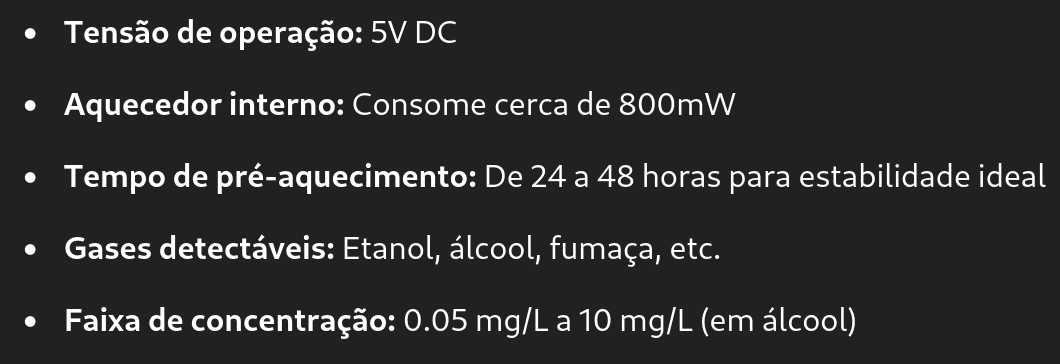 • Tensão de operação: 5V DC
• Aquecedor interno: Consome cerca de 800mW
• Tempo de pré-aquecimento: De 24 a 48 horas para estabilidade ideal
• Gases detectáveis: Etanol, álcool, fumaça, etc.
• Faixa de concentração: 0.05 mg/L a 10 mg/L (em álcool)